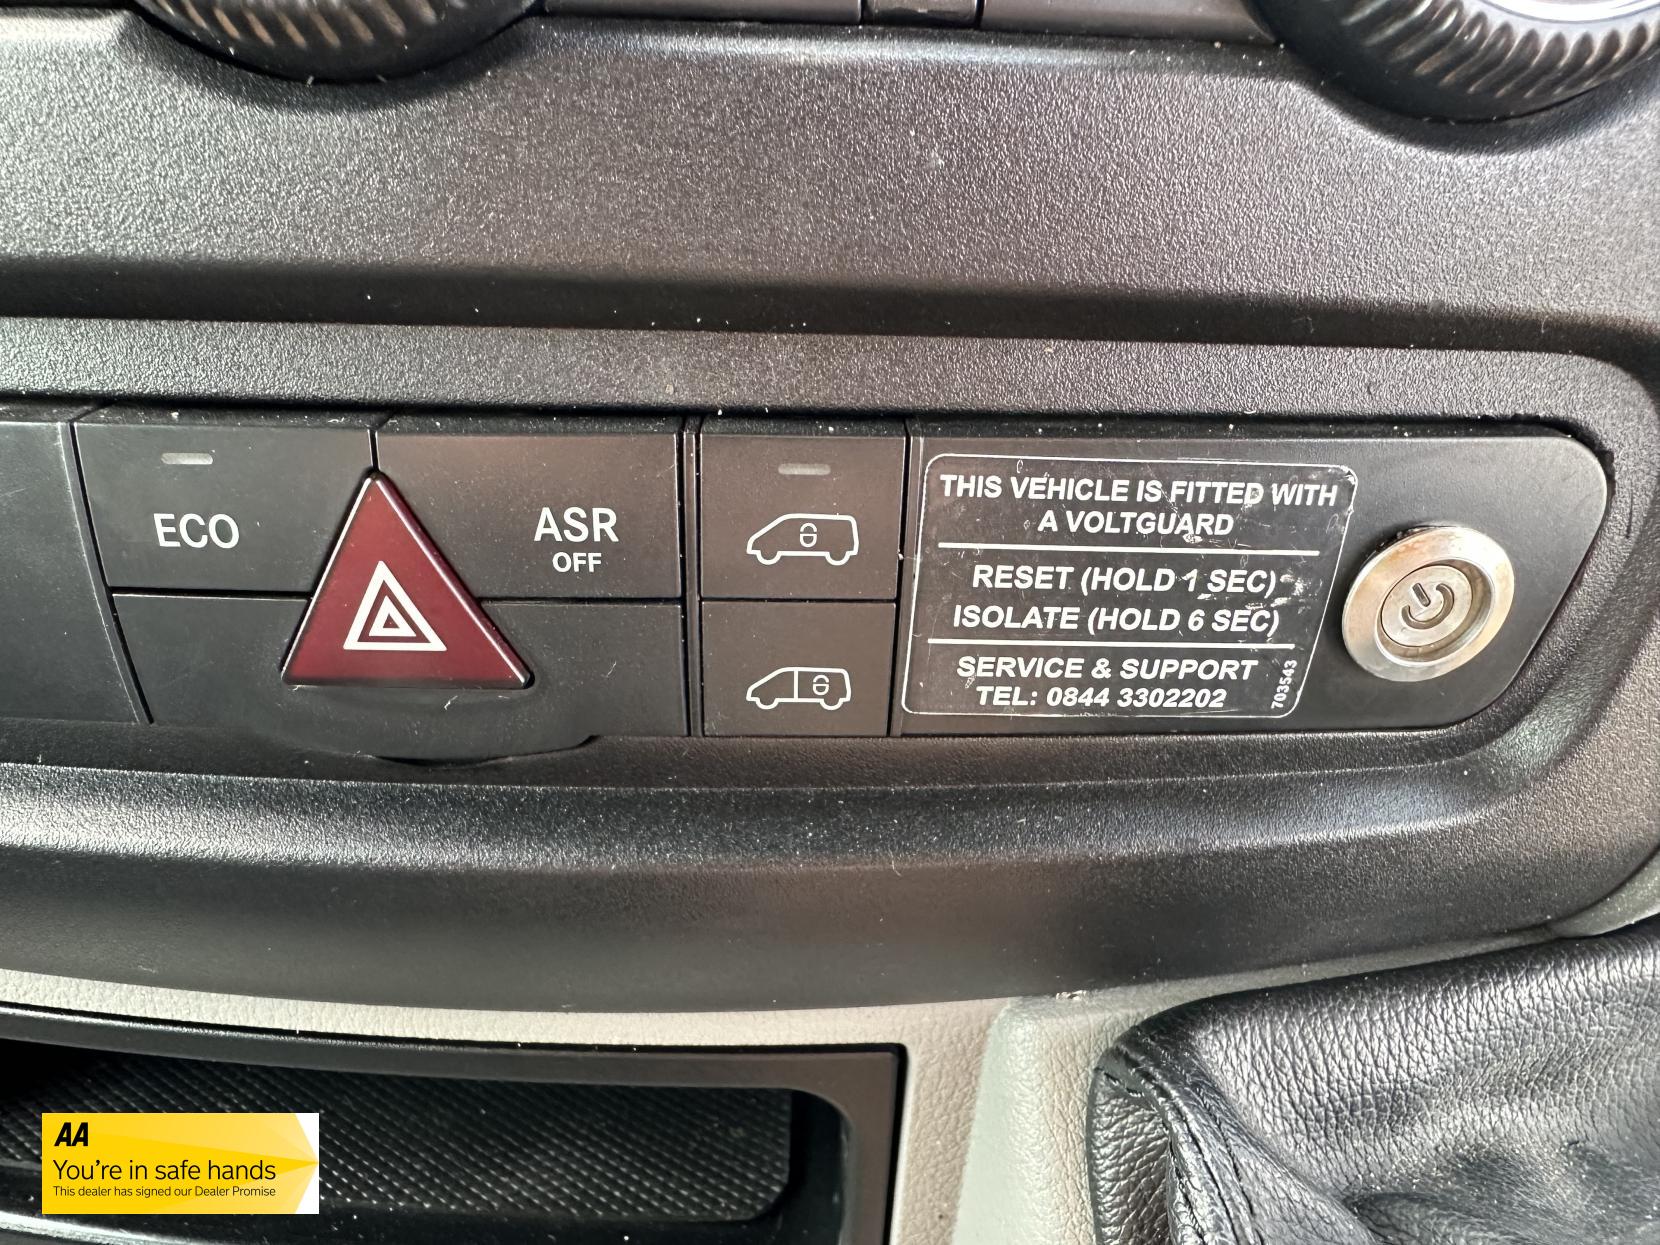 ECO
ASR
OFF
THIS VEHICLE IS FITTED WITH
A VOLTGUARD
RESET (HOLD 1 SEC)
ISOLATE (HOLD 6 SEC)
SERVICE & SUPPORT
TEL: 0844 3302202
703543
AA
You're in safe hands
This dealer has signed our Dealer Promise